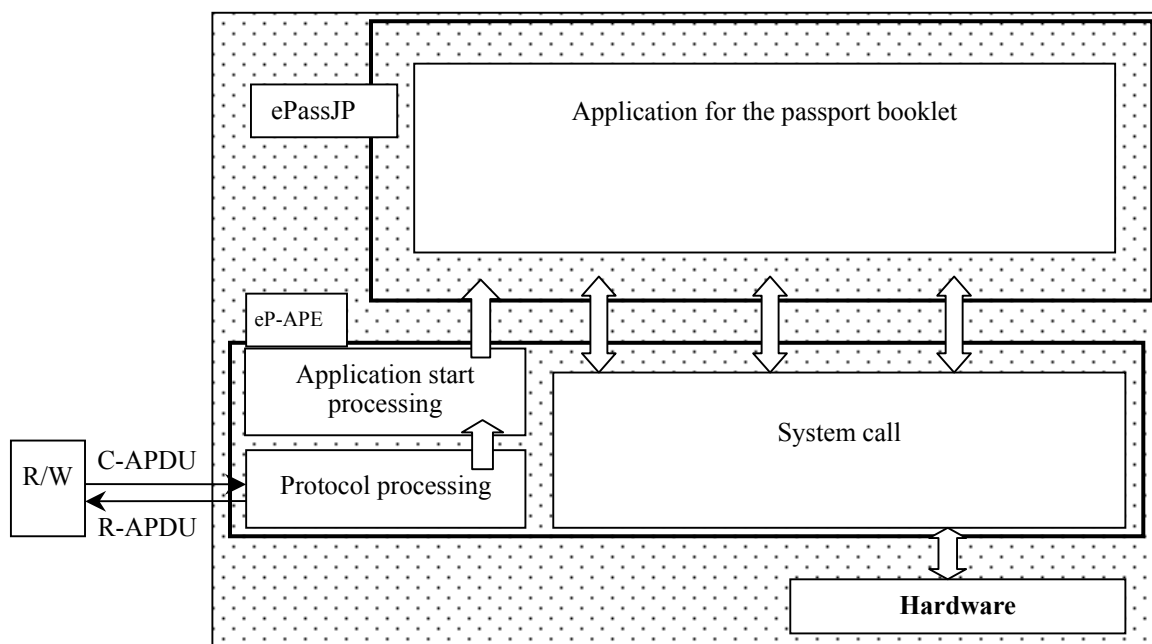 ePassJP
Application for the passport booklet
eP-APE
Application start
processing
System call
R/W
C-APDU
Protocol processing
R-APDU
Hardware